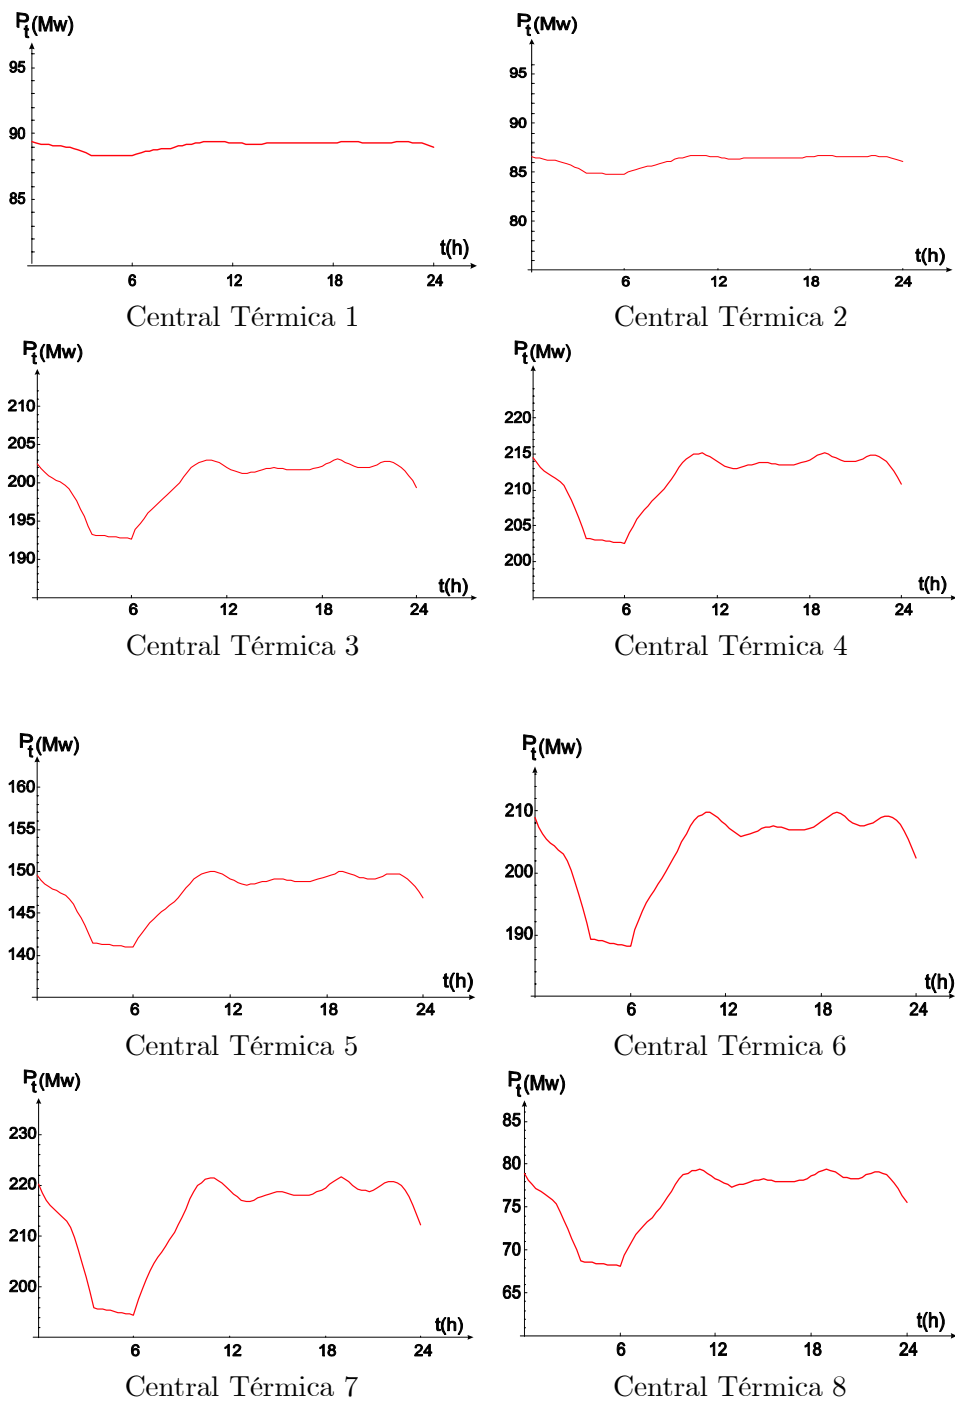 Pt(Mw)
95
90
85
t(h)
6 12 18 24
Central Térmica 1
Pt(Mw)
95
90
85
80
t(h)
6 12 18 24
Central Térmica 2
Pt(Mw)
210
205
200
195
190
t(h)
6 12 18 24
Central Térmica 3
Pt(Mw)
220
215
210
205
200
t(h)
6 12 18 24
Central Térmica 4
Pt(Mw)
160
155
150
145
140
t(h)
6 12 18 24
Central Térmica 5
Pt(Mw)
210
200
190
t(h)
6 12 18 24
Central Térmica 6
Pt(Mw)
230
220
210
200
t(h)
6 12 18 24
Central Térmica 7
Pt(Mw)
85
80
75
70
65
t(h)
6 12 18 24
Central Térmica 8